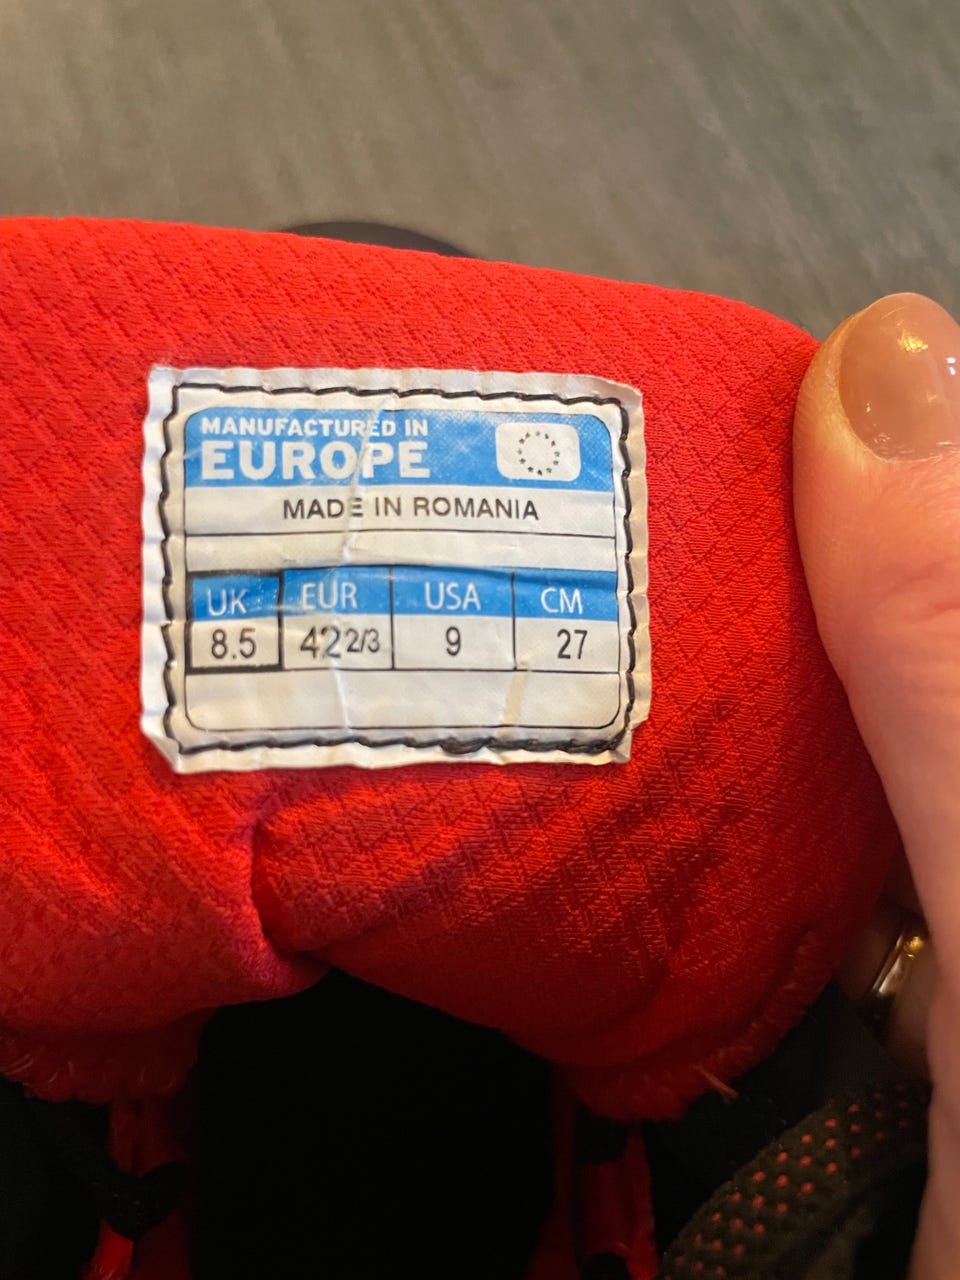 MANUFACTURED IN
EUROPE
MADE IN ROMANIA
UK EUR USA CM
8.5 42 2/3 9 27